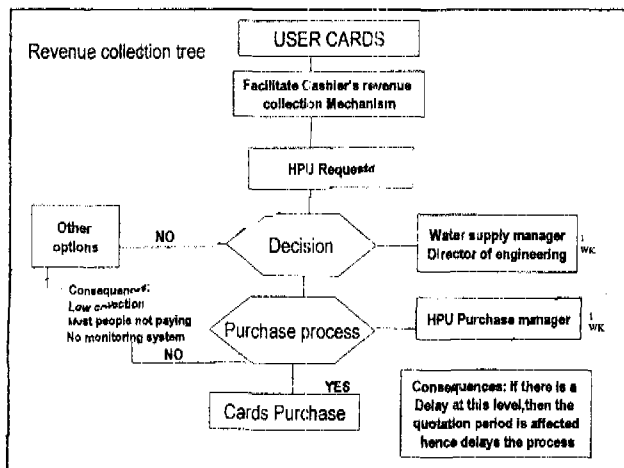 Revenue collection tree
USER CARDS
Facilitate Cashier's revenue
collection Mechanism
HPU Requests
Other
options
NO
Decision
Water supply manager
Director of engineering
1
WK
Consequences:
Low collection
Most people not paying
No monitoring system
NO
Purchase process
HPU Purchase manager
1
WK
YES
Cards Purchase
Consequences: If there is a
Delay at this level,then the
quotation period is affected
hence delays the process